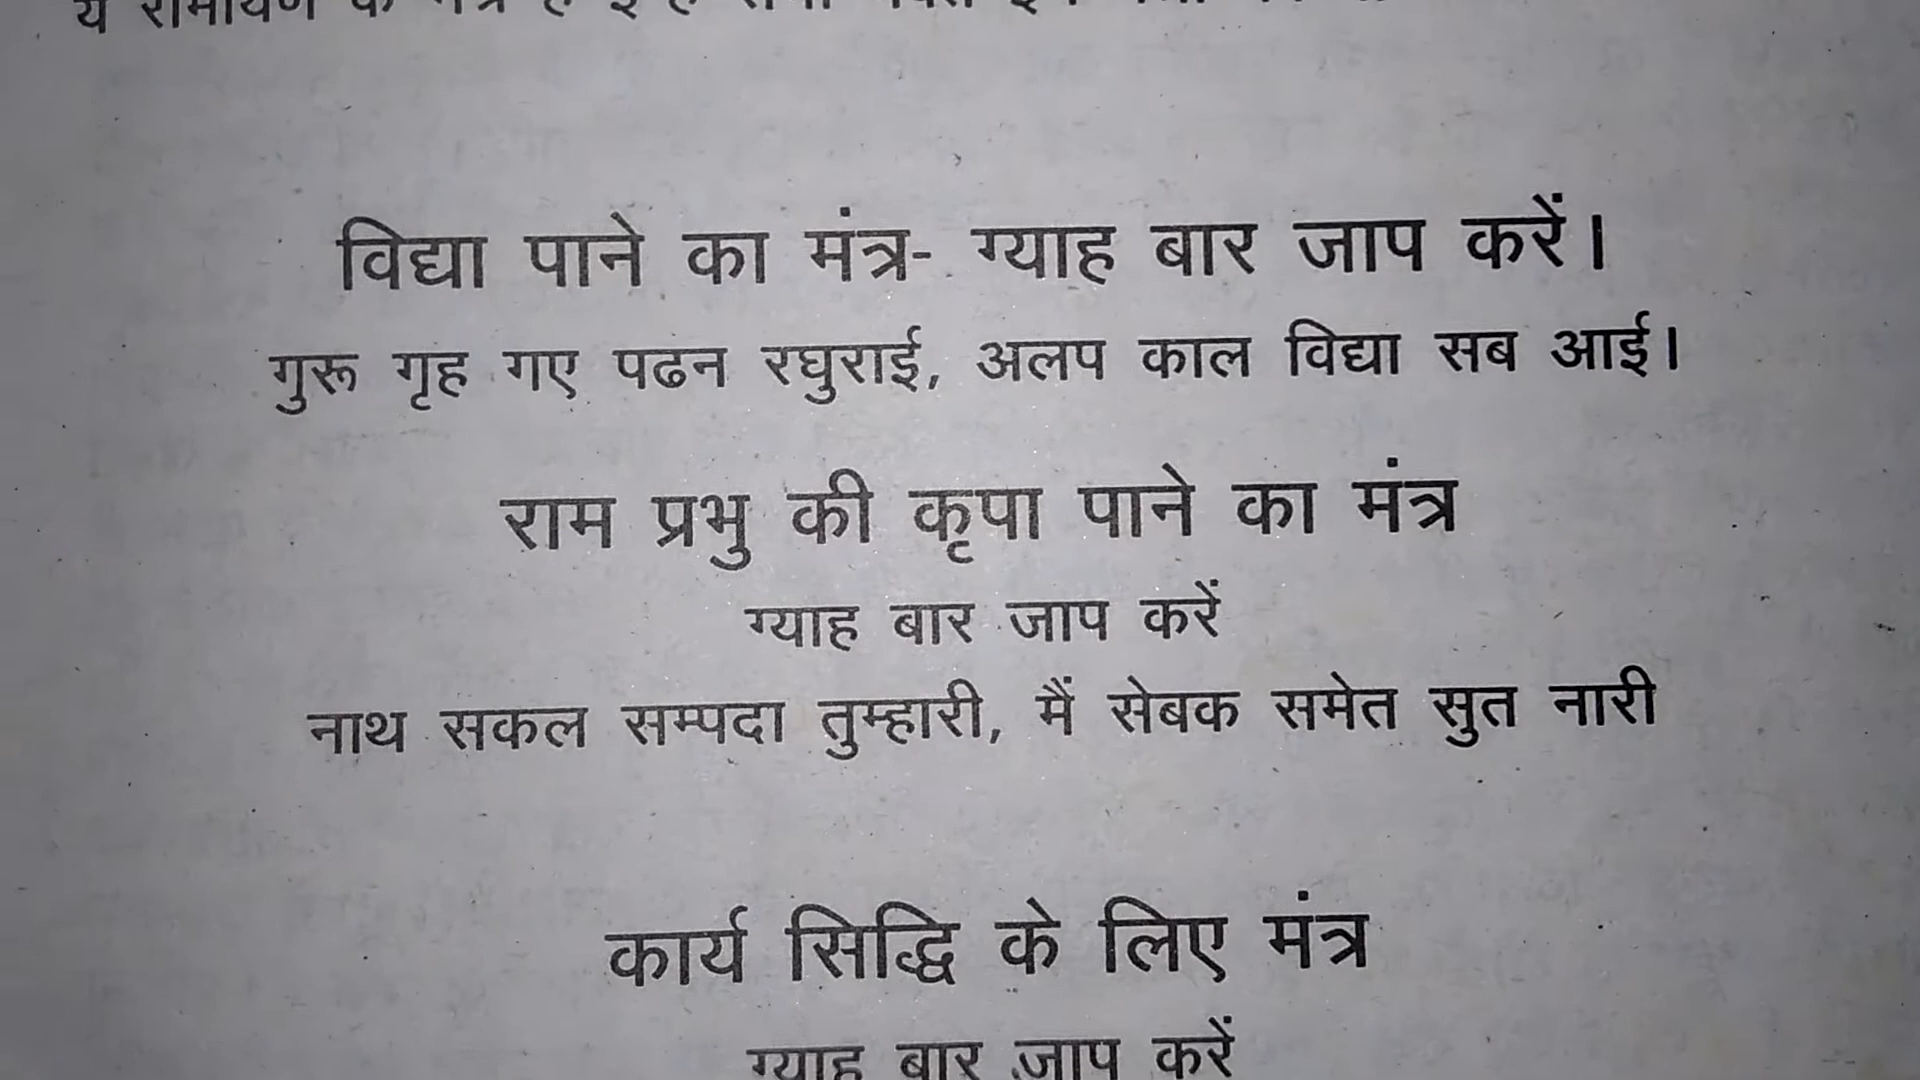 विद्या पाने का मंत्र- ग्याह बार जाप करें।
गुरू गृह गए पढन रघुराई, अलप काल विद्या सब आई।
राम प्रभु की कृपा पाने का मंत्र
ग्याह बार जाप करें
नाथ सकल सम्पदा तुम्हारी, मैं सेबक समेत सुत नारी
कार्य सिद्धि के लिए मंत्र
ग्याह बार जाप करें